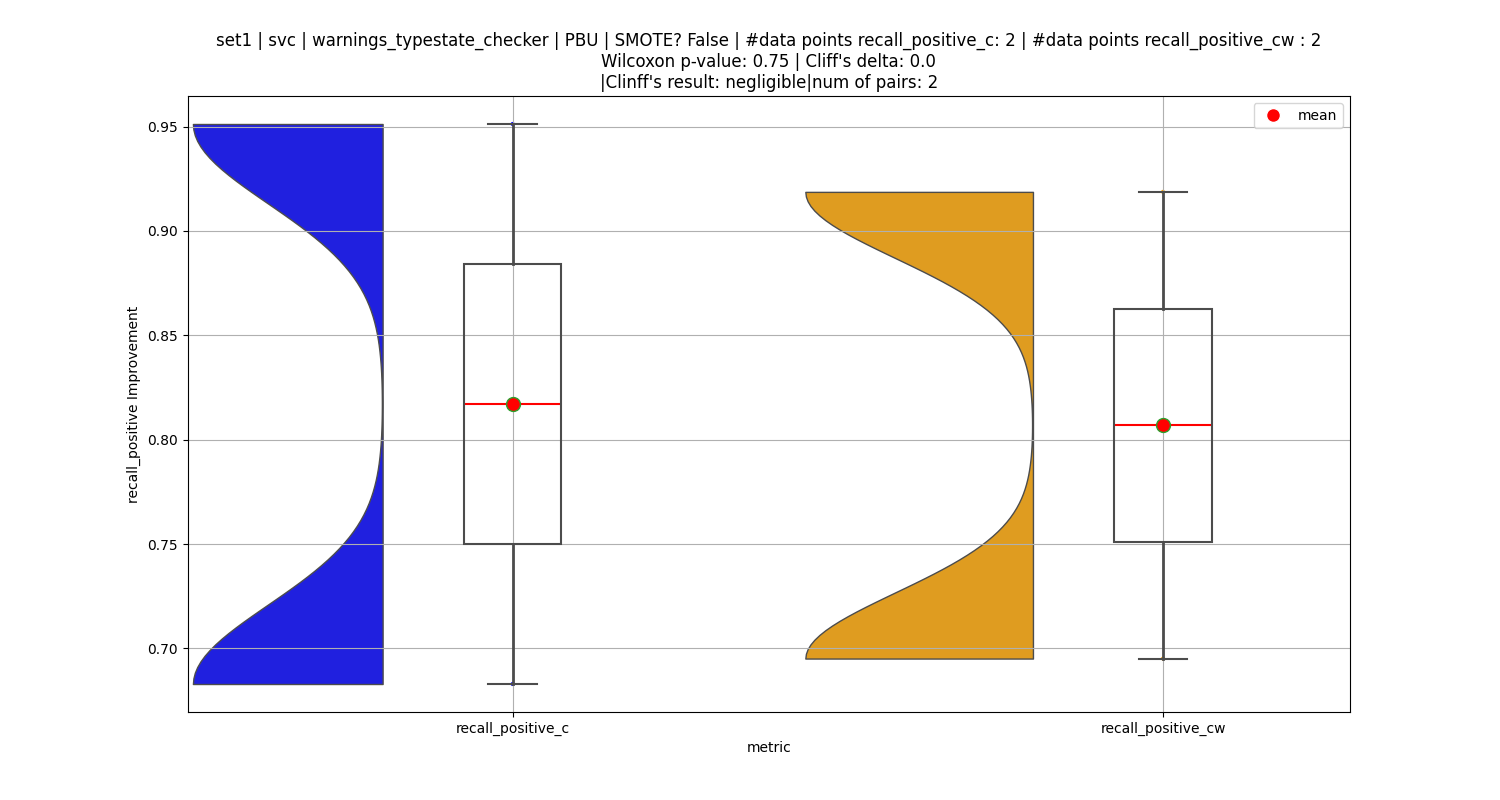 set1 | svc | warnings_typestate_checker | PBU | SMOTE? False | #data points recall_positive_c: 2 | #data points recall_positive_cw : 2
Wilcoxon p-value: 0.75 | Cliff's delta: 0.0
|Clinff's result: negligible|num of pairs: 2
mean
0.95
0.90
0.85
0.80
0.75
0.70
recall_positive Improvement
recall_positive_c
recall_positive_cw
metric